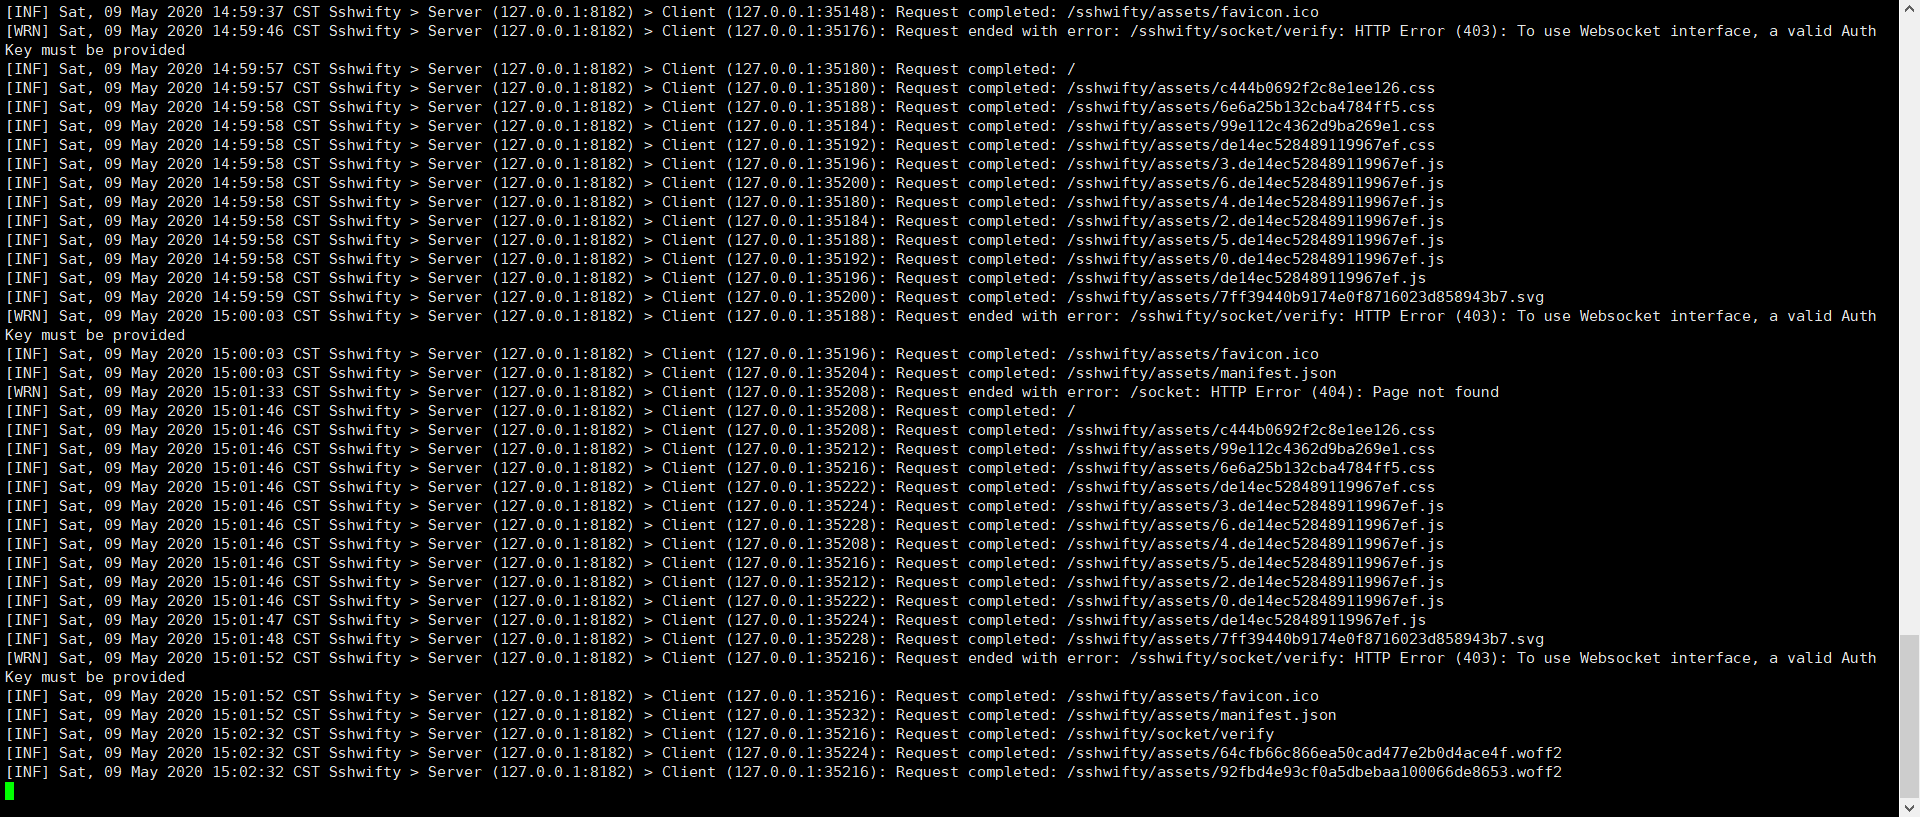 [INF] Sat, 09 May 2020 14:59:37 CST Sshwifty > Server (127.0.0.1:8182) > Client (127.0.0.1:35148): Request completed: /sshwifty/assets/favicon.ico
[WRN] Sat, 09 May 2020 14:59:46 CST Sshwifty > Server (127.0.0.1:8182) > Client (127.0.0.1:35176): Request ended with error: /sshwifty/socket/verify: HTTP Error (403): To use Websocket interface, a valid Auth
Key must be provided
[INF] Sat, 09 May 2020 14:59:57 CST Sshwifty > Server (127.0.0.1:8182) > Client (127.0.0.1:35180): Request completed: /
[INF] Sat, 09 May 2020 14:59:57 CST Sshwifty > Server (127.0.0.1:8182) > Client (127.0.0.1:35180): Request completed: /sshwifty/assets/c444b0692f2c8e1ee126.css
[INF] Sat, 09 May 2020 14:59:58 CST Sshwifty > Server (127.0.0.1:8182) > Client (127.0.0.1:35188): Request completed: /sshwifty/assets/6e6a25b132cba4784ff5.css
[INF] Sat, 09 May 2020 14:59:58 CST Sshwifty > Server (127.0.0.1:8182) > Client (127.0.0.1:35184): Request completed: /sshwifty/assets/99e112c4362d9ba269e1.css
[INF] Sat, 09 May 2020 14:59:58 CST Sshwifty > Server (127.0.0.1:8182) > Client (127.0.0.1:35192): Request completed: /sshwifty/assets/de14ec528489119967ef.css
[INF] Sat, 09 May 2020 14:59:58 CST Sshwifty > Server (127.0.0.1:8182) > Client (127.0.0.1:35196): Request completed: /sshwifty/assets/3.de14ec528489119967ef.js
[INF] Sat, 09 May 2020 14:59:58 CST Sshwifty > Server (127.0.0.1:8182) > Client (127.0.0.1:35200): Request completed: /sshwifty/assets/6.de14ec528489119967ef.js
[INF] Sat, 09 May 2020 14:59:58 CST Sshwifty > Server (127.0.0.1:8182) > Client (127.0.0.1:35180): Request completed: /sshwifty/assets/4.de14ec528489119967ef.js
[INF] Sat, 09 May 2020 14:59:58 CST Sshwifty > Server (127.0.0.1:8182) > Client (127.0.0.1:35184): Request completed: /sshwifty/assets/2.de14ec528489119967ef.js
[INF] Sat, 09 May 2020 14:59:58 CST Sshwifty > Server (127.0.0.1:8182) > Client (127.0.0.1:35188): Request completed: /sshwifty/assets/5.de14ec528489119967ef.js
[INF] Sat, 09 May 2020 14:59:58 CST Sshwifty > Server (127.0.0.1:8182) > Client (127.0.0.1:35192): Request completed: /sshwifty/assets/0.de14ec528489119967ef.js
[INF] Sat, 09 May 2020 14:59:58 CST Sshwifty > Server (127.0.0.1:8182) > Client (127.0.0.1:35196): Request completed: /sshwifty/assets/de14ec528489119967ef.js
[INF] Sat, 09 May 2020 14:59:59 CST Sshwifty > Server (127.0.0.1:8182) > Client (127.0.0.1:35200): Request completed: /sshwifty/assets/7ff39440b9174e0f8716023d858943b7.svg
[WRN] Sat, 09 May 2020 15:00:03 CST Sshwifty > Server (127.0.0.1:8182) > Client (127.0.0.1:35188): Request ended with error: /sshwifty/socket/verify: HTTP Error (403): To use Websocket interface, a valid Auth
Key must be provided
[INF] Sat, 09 May 2020 15:00:03 CST Sshwifty > Server (127.0.0.1:8182) > Client (127.0.0.1:35196): Request completed: /sshwifty/assets/favicon.ico
[INF] Sat, 09 May 2020 15:00:03 CST Sshwifty > Server (127.0.0.1:8182) > Client (127.0.0.1:35204): Request completed: /sshwifty/assets/manifest.json
[WRN] Sat, 09 May 2020 15:01:33 CST Sshwifty > Server (127.0.0.1:8182) > Client (127.0.0.1:35208): Request ended with error: /socket: HTTP Error (404): Page not found
[INF] Sat, 09 May 2020 15:01:46 CST Sshwifty > Server (127.0.0.1:8182) > Client (127.0.0.1:35208): Request completed: /
[INF] Sat, 09 May 2020 15:01:46 CST Sshwifty > Server (127.0.0.1:8182) > Client (127.0.0.1:35208): Request completed: /sshwifty/assets/c444b0692f2c8e1ee126.css
[INF] Sat, 09 May 2020 15:01:46 CST Sshwifty > Server (127.0.0.1:8182) > Client (127.0.0.1:35212): Request completed: /sshwifty/assets/99e112c4362d9ba269e1.css
[INF] Sat, 09 May 2020 15:01:46 CST Sshwifty > Server (127.0.0.1:8182) > Client (127.0.0.1:35216): Request completed: /sshwifty/assets/6e6a25b132cba4784ff5.css
[INF] Sat, 09 May 2020 15:01:46 CST Sshwifty > Server (127.0.0.1:8182) > Client (127.0.0.1:35222): Request completed: /sshwifty/assets/de14ec528489119967ef.css
[INF] Sat, 09 May 2020 15:01:46 CST Sshwifty > Server (127.0.0.1:8182) > Client (127.0.0.1:35224): Request completed: /sshwifty/assets/3.de14ec528489119967ef.js
[INF] Sat, 09 May 2020 15:01:46 CST Sshwifty > Server (127.0.0.1:8182) > Client (127.0.0.1:35228): Request completed: /sshwifty/assets/6.de14ec528489119967ef.js
[INF] Sat, 09 May 2020 15:01:46 CST Sshwifty > Server (127.0.0.1:8182) > Client (127.0.0.1:35208): Request completed: /sshwifty/assets/4.de14ec528489119967ef.js
[INF] Sat, 09 May 2020 15:01:46 CST Sshwifty > Server (127.0.0.1:8182) > Client (127.0.0.1:35216): Request completed: /sshwifty/assets/5.de14ec528489119967ef.js
[INF] Sat, 09 May 2020 15:01:46 CST Sshwifty > Server (127.0.0.1:8182) > Client (127.0.0.1:35212): Request completed: /sshwifty/assets/2.de14ec528489119967ef.js
[INF] Sat, 09 May 2020 15:01:46 CST Sshwifty > Server (127.0.0.1:8182) > Client (127.0.0.1:35222): Request completed: /sshwifty/assets/0.de14ec528489119967ef.js
[INF] Sat, 09 May 2020 15:01:47 CST Sshwifty > Server (127.0.0.1:8182) > Client (127.0.0.1:35224): Request completed: /sshwifty/assets/de14ec528489119967ef.js
[INF] Sat, 09 May 2020 15:01:48 CST Sshwifty > Server (127.0.0.1:8182) > Client (127.0.0.1:35228): Request completed: /sshwifty/assets/7ff39440b9174e0f8716023d858943b7.svg
[WRN] Sat, 09 May 2020 15:01:52 CST Sshwifty > Server (127.0.0.1:8182) > Client (127.0.0.1:35216): Request ended with error: /sshwifty/socket/verify: HTTP Error (403): To use Websocket interface, a valid Auth
Key must be provided
[INF] Sat, 09 May 2020 15:01:52 CST Sshwifty > Server (127.0.0.1:8182) > Client (127.0.0.1:35216): Request completed: /sshwifty/assets/favicon.ico
[INF] Sat, 09 May 2020 15:01:52 CST Sshwifty > Server (127.0.0.1:8182) > Client (127.0.0.1:35232): Request completed: /sshwifty/assets/manifest.json
[INF] Sat, 09 May 2020 15:02:32 CST Sshwifty > Server (127.0.0.1:8182) > Client (127.0.0.1:35216): Request completed: /sshwifty/socket/verify
[INF] Sat, 09 May 2020 15:02:32 CST Sshwifty > Server (127.0.0.1:8182) > Client (127.0.0.1:35224): Request completed: /sshwifty/assets/64cfb66c866ea50cad477e2b0d4ace4f.woff2
[INF] Sat, 09 May 2020 15:02:32 CST Sshwifty > Server (127.0.0.1:8182) > Client (127.0.0.1:35216): Request completed: /sshwifty/assets/92fbd4e93cf0a5dbebaa100066de8653.woff2